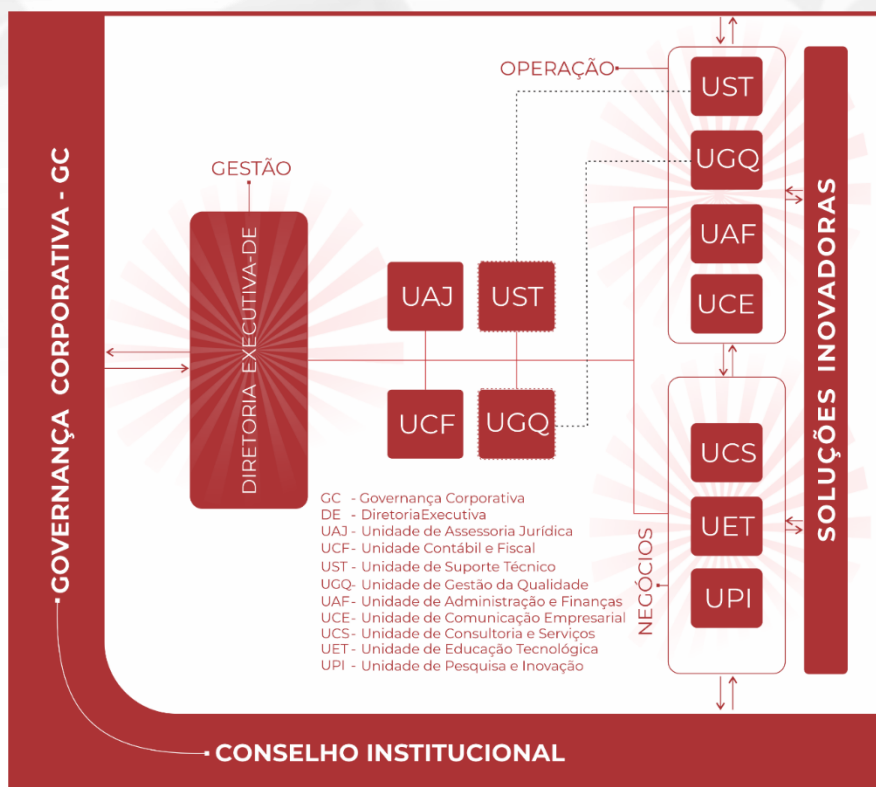 GOVERNANÇA CORPORATIVA - GC
GESTÃO
DIRETORIA EXECUTIVA-DE
UAJ
UST
UCF
UGQ
OPERAÇÃO
UST
UGQ
UAF
UCE
NEGÓCIOS
UCS
UET
UPI
SOLUÇÕES INOVADORAS
GC - Governança Corporativa
DE - DiretoriaExecutiva
UAJ - Unidade de Assessoria Jurídica
UCF- Unidade Contábil e Fiscal
UST - Unidade de Suporte Técnico
UGQ- Unidade de Gestão da Qualidade
UAF- Unidade de Administração e Finanças
UCE- Unidade de Comunicação Empresarial
UCS- Unidade de Consultoria e Serviços
UET- Unidade de Educação Tecnológica
UPI - Unidade de Pesquisa e Inovação
CONSELHO INSTITUCIONAL